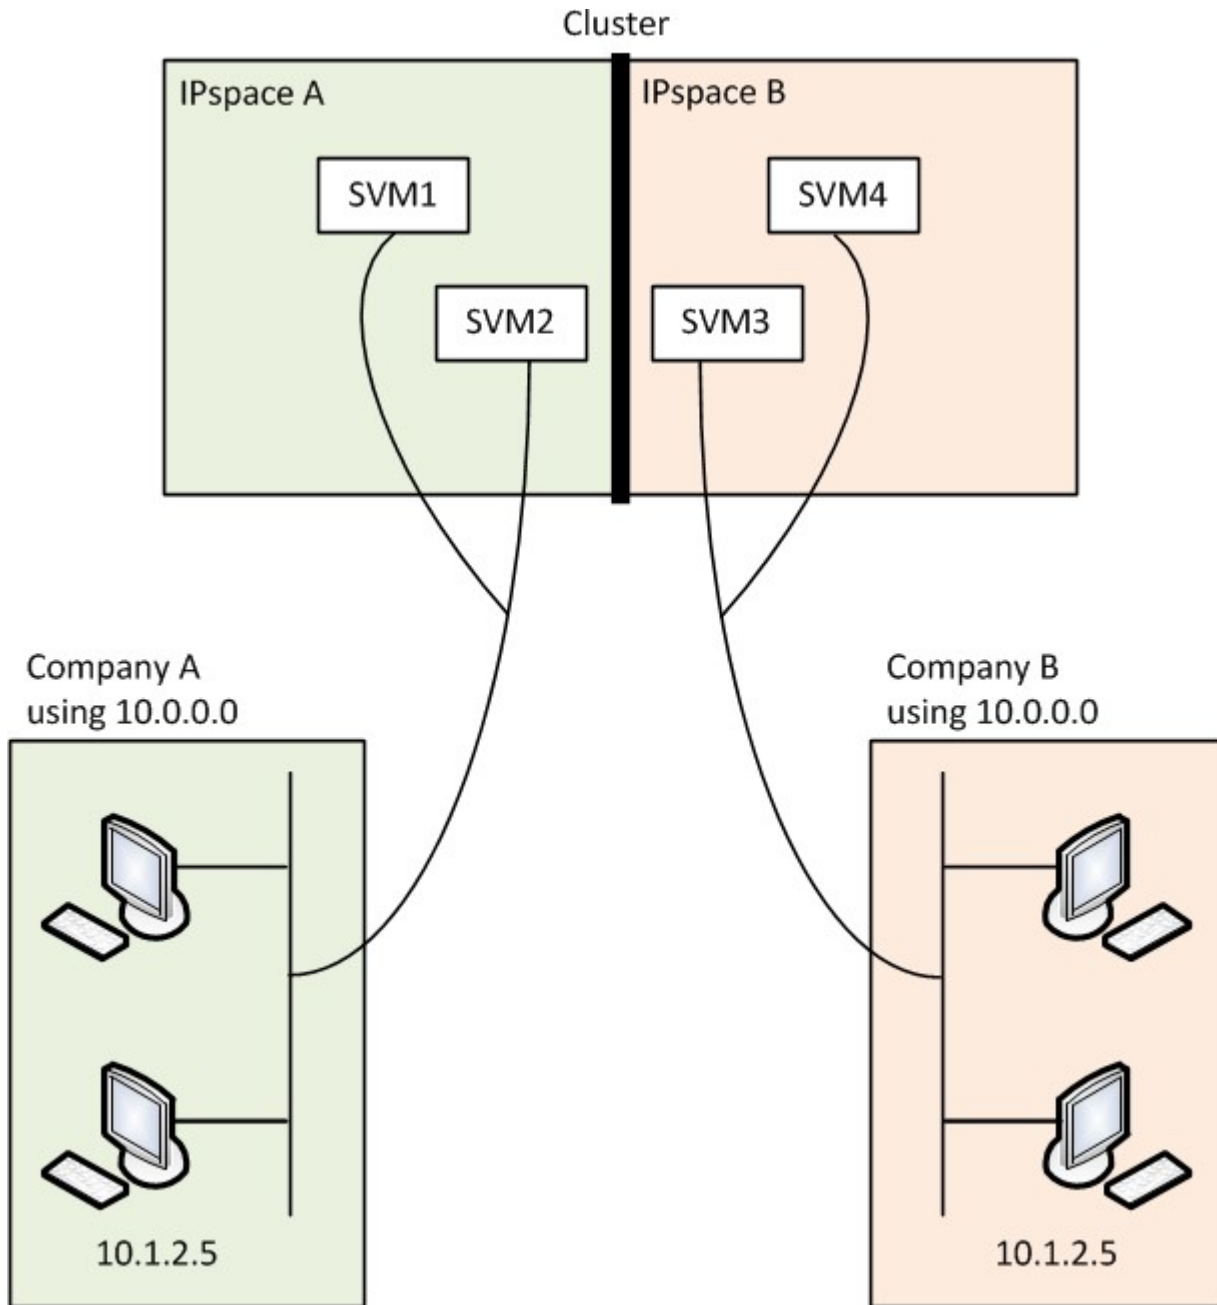 Cluster
IPspace A
IPspace B
SVM1
SVM4
SVM2
SVM3
Company A
using 10.0.0.0
Company B
using 10.0.0.0
10.1.2.5
10.1.2.5